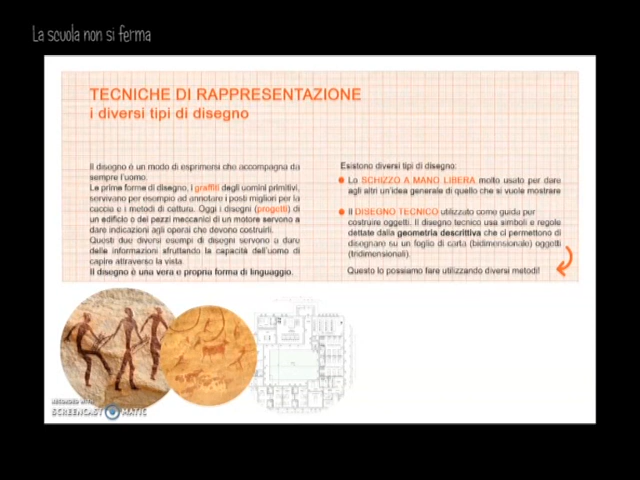 La scuola non si ferma
TECNICHE DI RAPPRESENTAZIONE
i diversi tipi di disegno
Il disegno è un modo di esprimersi che accompagna da
sempre l'uomo.
Le prime forme di disegno, i graffiti degli uomini primitivi,
servivano per esempio ad annotare i posti migliori per la
caccia e i metodi di cattura. Oggi i disegni (progetti) di
un edificio o dei pezzi meccanici di un motore servono a
dare indicazioni agli operai che devono costruirli.
Questi due diversi esempi di disegni servono a dare
delle informazioni sfruttando la capacità dell'uomo di
capire attraverso la vista.
Il disegno è una vera e propria forma di linguaggio.
Esistono diversi tipi di disegno:
Lo SCHIZZO A MANO LIBERA molto usato per dare
agli altri un'idea generale di quello che si vuole mostrare
Il DISEGNO TECNICO utilizzato come guida per
costruire oggetti. Il disegno tecnico usa simboli e regole
dettate dalla geometria descrittiva che ci permettono di
disegnare su un foglio di carta (bidimensionale) oggetti
(tridimensionali).
Questo lo possiamo fare utilizzando diversi metodi!
RECORDED WITH
SCREENCAST MATIC